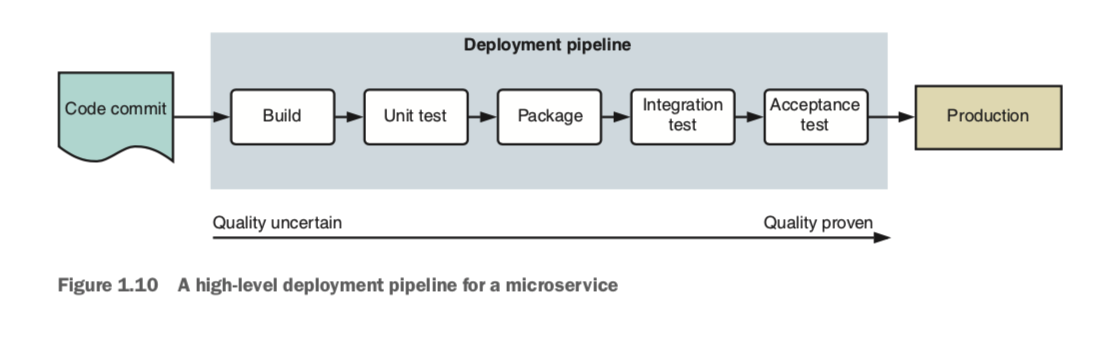 Deployment pipeline
Code commit
Build
Unit test
Package
Integration
test
Acceptance
test
Production
Quality uncertain
Quality proven
Figure 1.10 A high-level deployment pipeline for a microservice